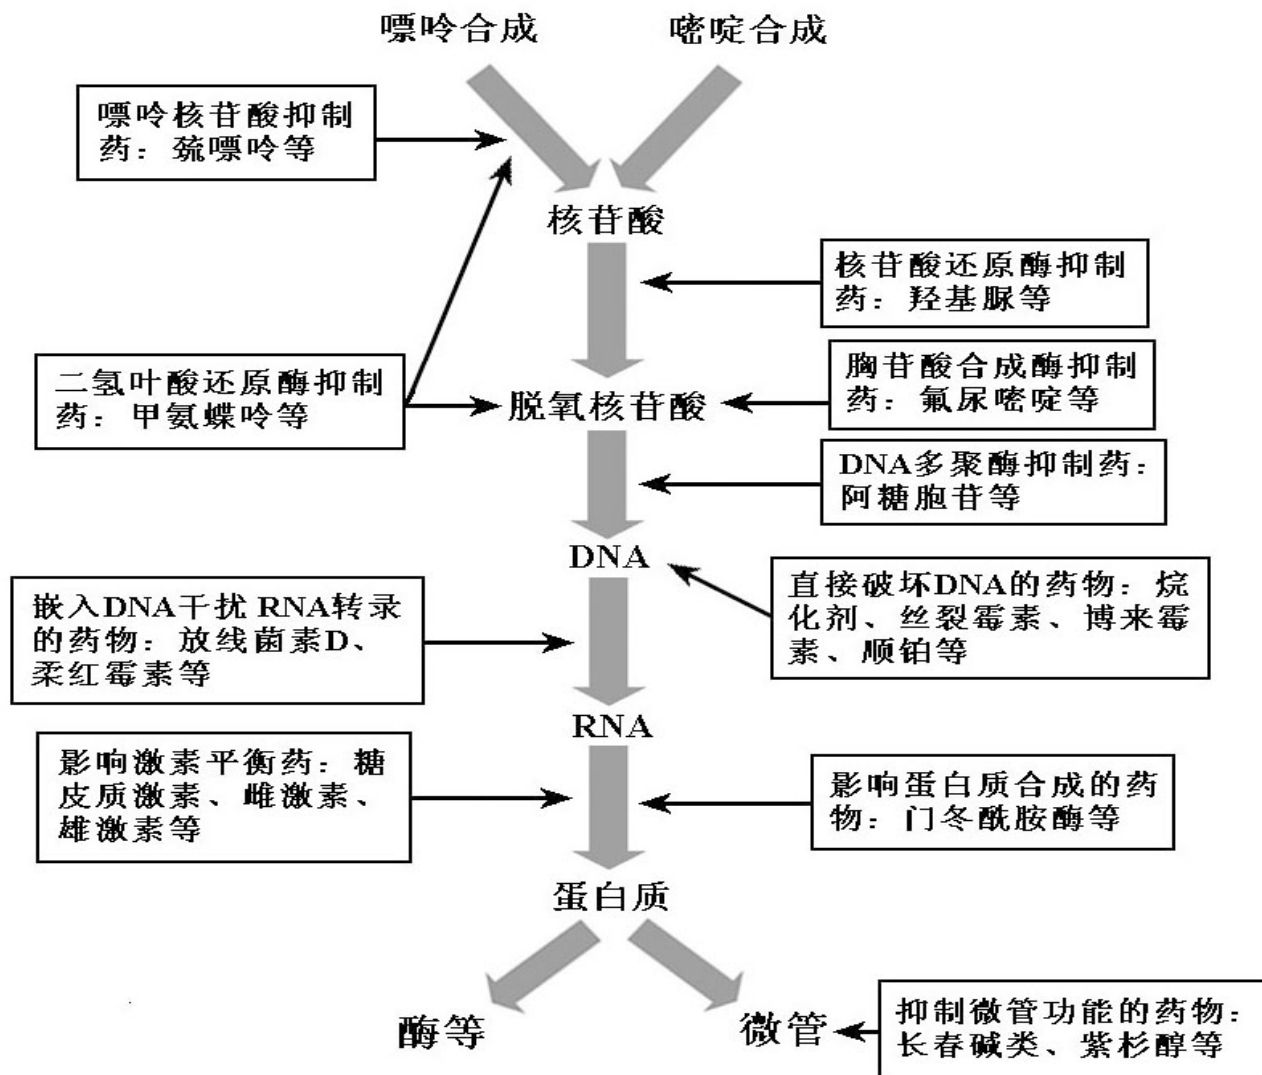 嘌呤合成
嘧啶合成
嘌呤核苷酸抑制
药：巯嘌呤等
核苷酸
核苷酸还原酶抑制
药：羟基脲等
二氢叶酸还原酶抑制
药：甲氨蝶呤等
脱氧核苷酸
胸苷酸合成酶抑制
药：氟尿嘧啶等
DNA多聚酶抑制药：
阿糖胞苷等
DNA
直接破坏DNA的药物：烷
化剂、丝裂霉素、博来霉
素、顺铂等
嵌入DNA干扰 RNA转录
的药物：放线菌素D、
柔红霉素等
RNA
影响激素平衡药：糖
皮质激素、雌激素、
雄激素等
影响蛋白质合成的药
物：门冬酰胺酶等
蛋白质
酶等
微管
抑制微管功能的药物：
长春碱类、紫杉醇等